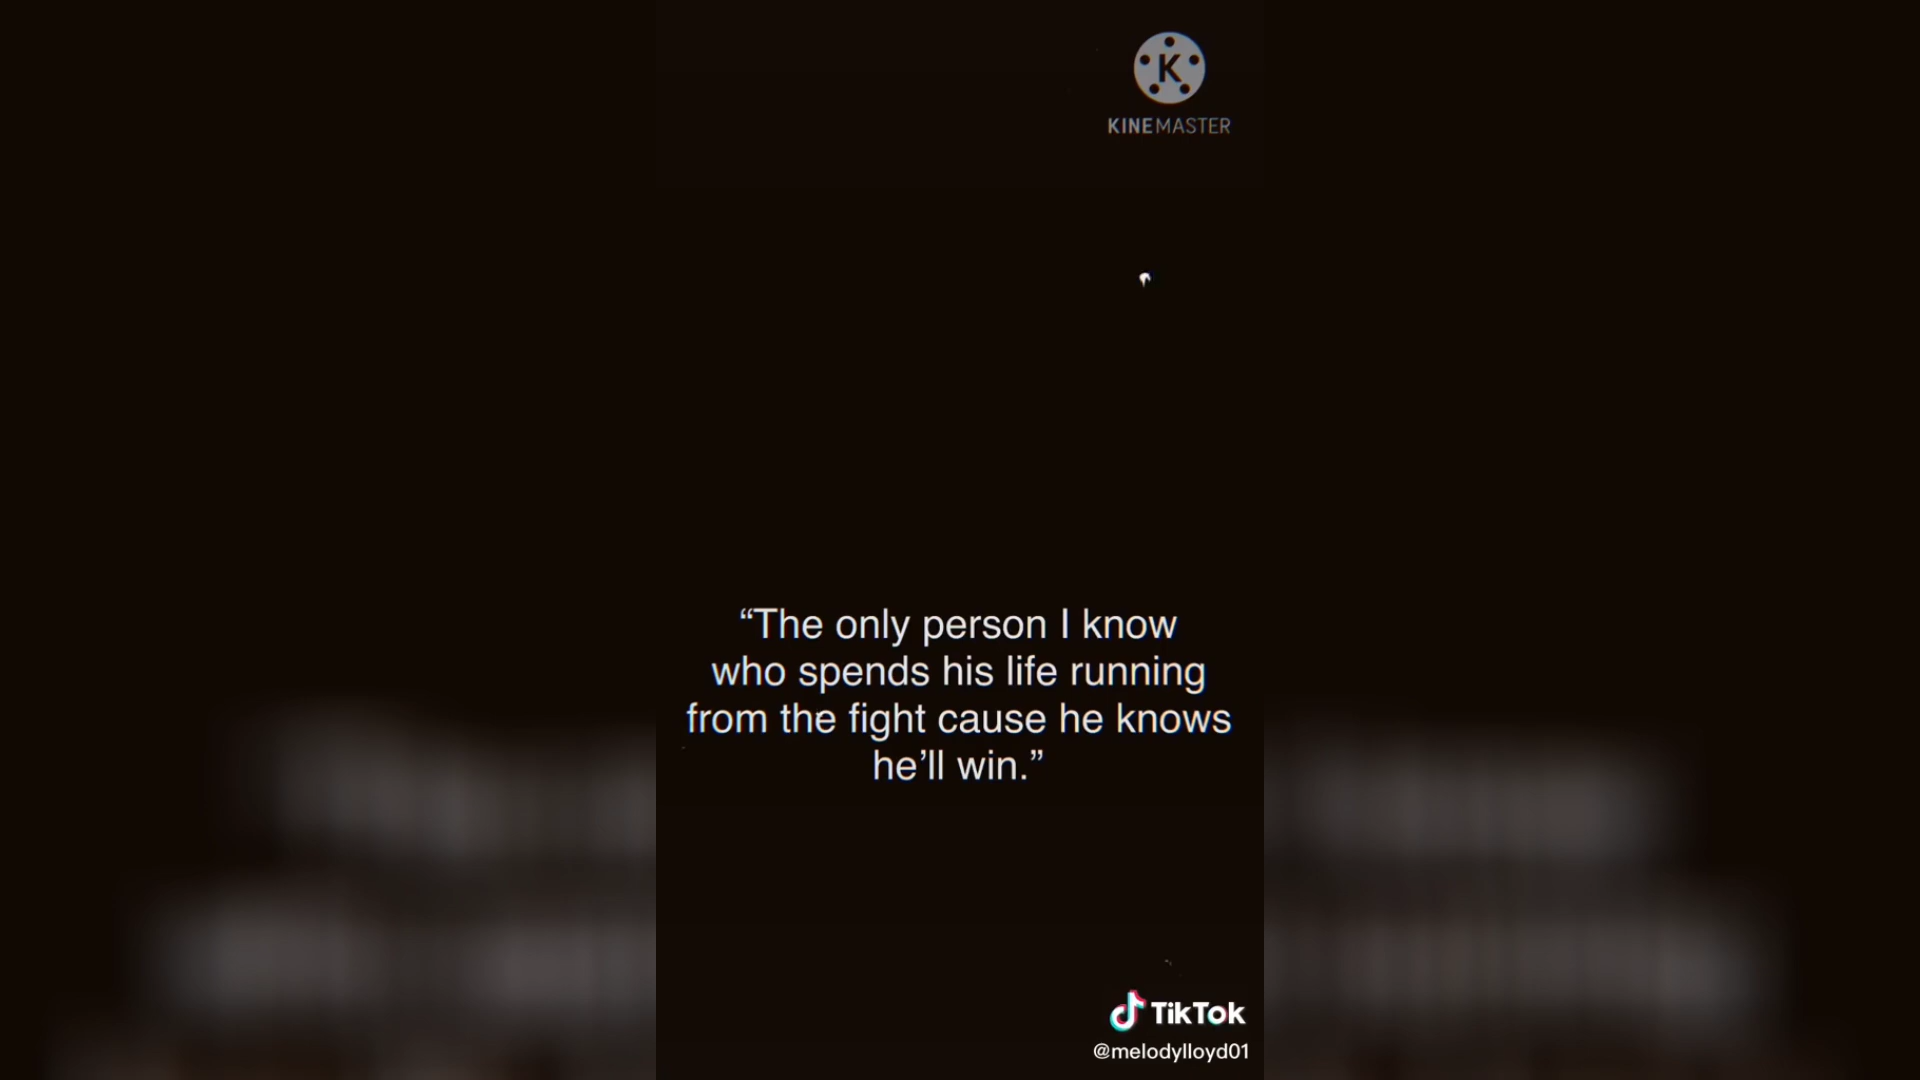 K
KINEMASTER
“The only person I know
who spends his life running
from the fight cause he knows
he’ll win.”
TikTok
@melodylloyd01